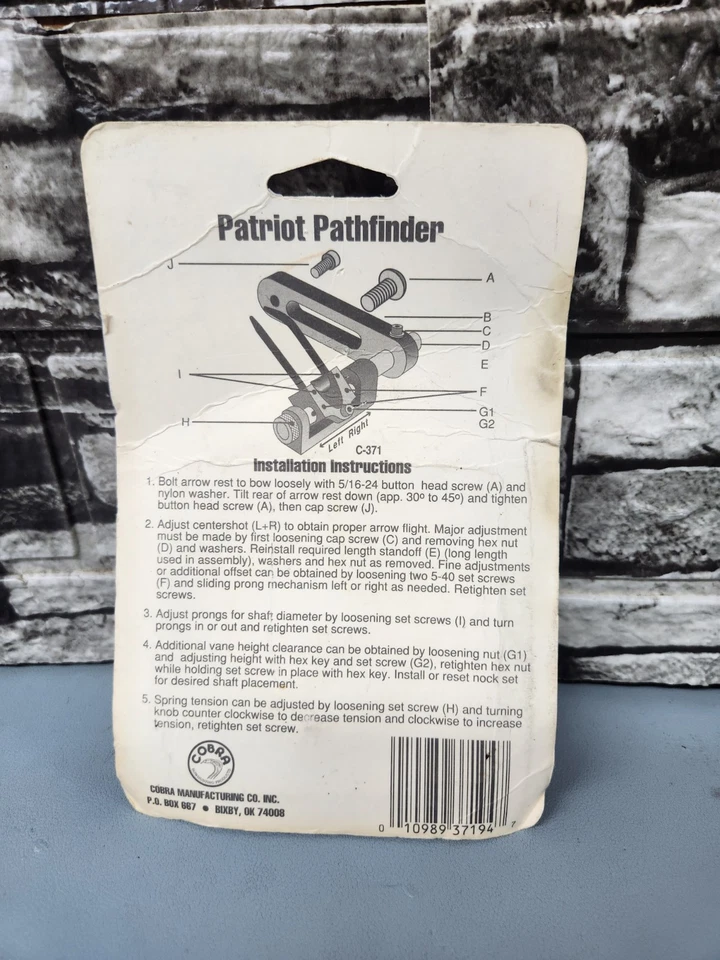 Patriot Pathfinder
J
A
B
C
D
E
I
F
G1
H
G2
Left Right
C-371
Installation Instructions
1. Bolt arrow rest to bow loosely with 5/16-24 button head screw (A) and
nylon washer. Tilt rear of arrow rest down (app. 30º to 45º) and tighten
button head screw (A), then cap screw (J).
2. Adjust centershot (L+R) to obtain proper arrow flight. Major adjustment
must be made by first loosening cap screw (C) and removing hex nut
(D) and washers. Reinstall required length standoff (E) (long length
used in assembly), washers and hex nut as removed. Fine adjustments
or additional offset can be obtained by loosening two 5-40 set screws
(F) and sliding prong mechanism left or right as needed. Retighten set
screws.
3. Adjust prongs for shaft diameter by loosening set screws (I) and turn
prongs in or out and retighten set screws.
4. Additional vane height clearance can be obtained by loosening nut (G1)
and adjusting height with hex key and set screw (G2), retighten hex nut
while holding set screw in place with hex key. Install or reset nock set
for desired shaft placement.
5. Spring tension can be adjusted by loosening set screw (H) and turning
knob counter clockwise to decrease tension and clockwise to increase
tension, retighten set screw.
COBRA
COBRA MANUFACTURING CO. INC.
P.O. BOX 667 • BIXBY, OK 74008
0 10989 37194 7